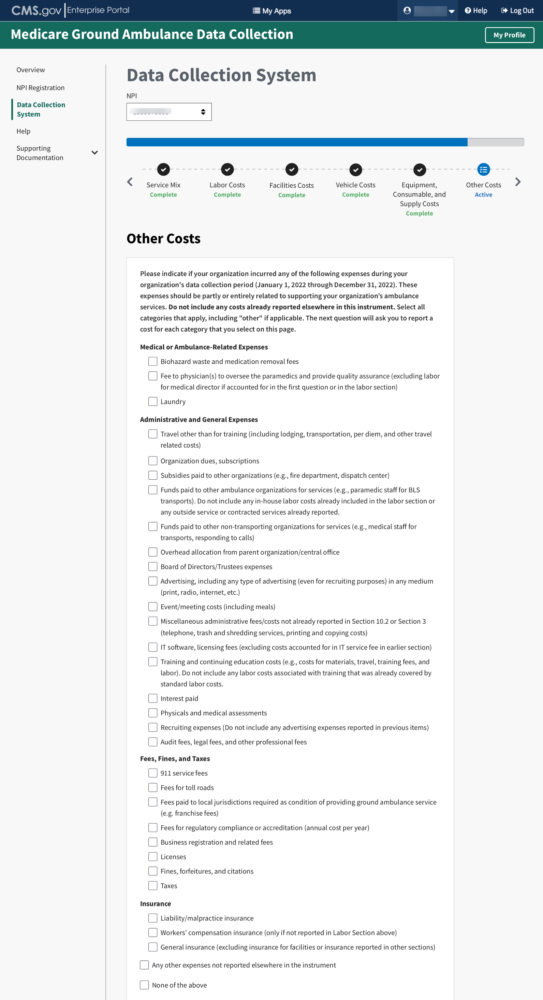 CMS.gov | Enterprise Portal
My Apps
Help
Log Out
Medicare Ground Ambulance Data Collection
My Profile
Overview
NPI Registration
Data Collection
System
Help
Supporting
Documentation
Data Collection System
NPI
Service Mix
Complete
Labor Costs
Complete
Facilities Costs
Complete
Vehicle Costs
Complete
Equipment,
Consumable, and
Supply Costs
Complete
Other Costs
Active
Other Costs
Please indicate if your organization incurred any of the following expenses during your
organization's data collection period (January 1, 2022 through December 31, 2022). These
expenses should be partly or entirely related to supporting your organization’s ambulance
services. Do not include any costs already reported elsewhere in this instrument. Select all
categories that apply, including "other" if applicable. The next question will ask you to report a
cost for each category that you select on this page.
Medical or Ambulance-Related Expenses
Biohazard waste and medication removal fees
Fee to physician(s) to oversee the paramedics and provide quality assurance (excluding labor
for medical director if accounted for in the first question or in the labor section)
Laundry
Administrative and General Expenses
Travel other than for training (including lodging, transportation, per diem, and other travel
related costs)
Organization dues, subscriptions
Subsidies paid to other organizations (e.g., fire department, dispatch center)
Funds paid to other ambulance organizations for services (e.g., paramedic staff for BLS
transports). Do not include any in-house labor costs already included in the labor section or
any outside service or contracted services already reported.
Funds paid to other non-transporting organizations for services (e.g., medical staff for
transports, responding to calls)
Overhead allocation from parent organization/central office
Board of Directors/Trustees expenses
Advertising, including any type of advertising (even for recruiting purposes) in any medium
(print, radio, internet, etc.)
Event/meeting costs (including meals)
Miscellaneous administrative fees/costs not already reported in Section 10.2 or Section 3
(telephone, trash and shredding services, printing and copying costs)
IT software, licensing fees (excluding costs accounted for in IT service fee in earlier section)
Training and continuing education costs (e.g., costs for materials, travel, training fees, and
labor). Do not include any labor costs associated with training that was already covered by
standard labor costs.
Interest paid
Physicals and medical assessments
Recruiting expenses (Do not include any advertising expenses reported in previous items)
Audit fees, legal fees, and other professional fees
Fees, Fines, and Taxes
911 service fees
Fees for toll roads
Fees paid to local jurisdictions required as condition of providing ground ambulance service
(e.g. franchise fees)
Fees for regulatory compliance or accreditation (annual cost per year)
Business registration and related fees
Licenses
Fines, forfeitures, and citations
Taxes
Insurance
Liability/malpractice insurance
Workers’ compensation insurance (only if not reported in Labor Section above)
General insurance (excluding insurance for facilities or insurance reported in other sections)
Any other expenses not reported elsewhere in the instrument
None of the above